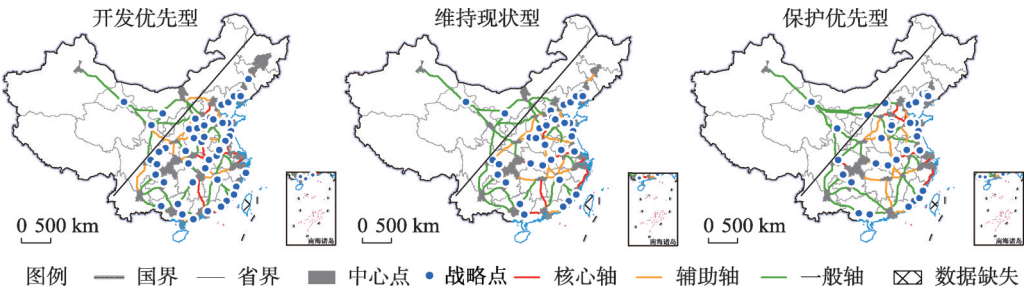 开发优先型
维持现状型
保护优先型
0 500 km
南海诸岛
0 500 km
南海诸岛
0 500 km
南海诸岛
图例 国界 省界 中心点 战略点 核心轴 辅助轴 一般轴 数据缺失